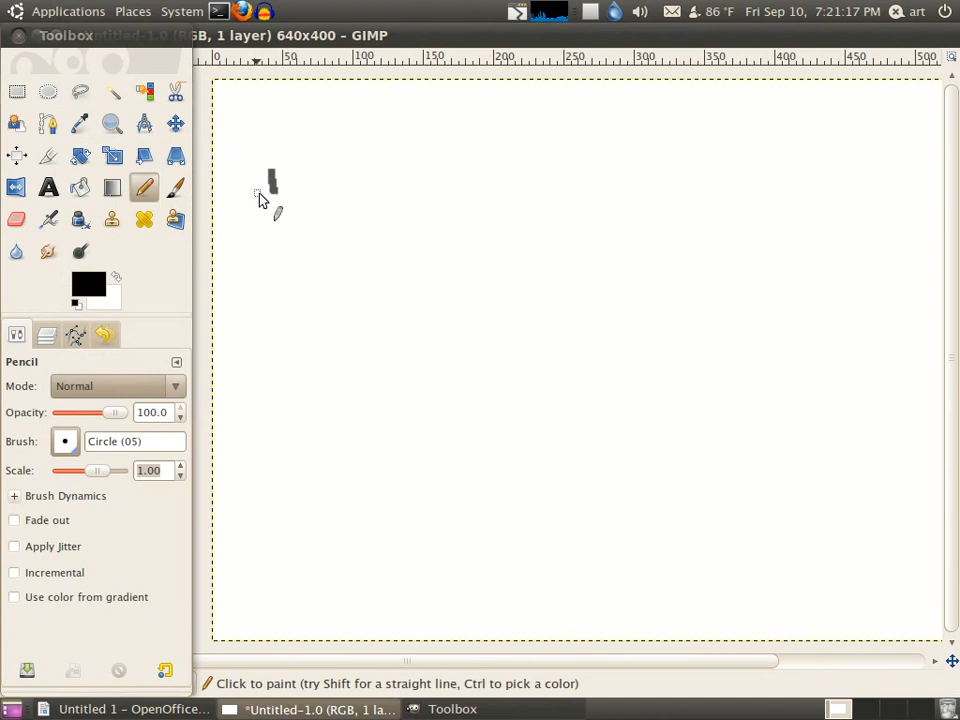 Applications Places System 86 °F Fri Sep 10, 7:21:17 PM art
Toolbox
(RGB, 1 layer) 640x400 – GIMP
0 50 100 150 200 250 300 350 400 450 500
Pencil
Mode: Normal
Opacity: 100.0
Brush: Circle (05)
Scale: 1.00
Brush Dynamics
Fade out
Apply Jitter
Incremental
Use color from gradient
Click to paint (try Shift for a straight line, Ctrl to pick a color)
Untitled 1 – OpenOffice... *Untitled-1.0 (RGB, 1 la... Toolbox